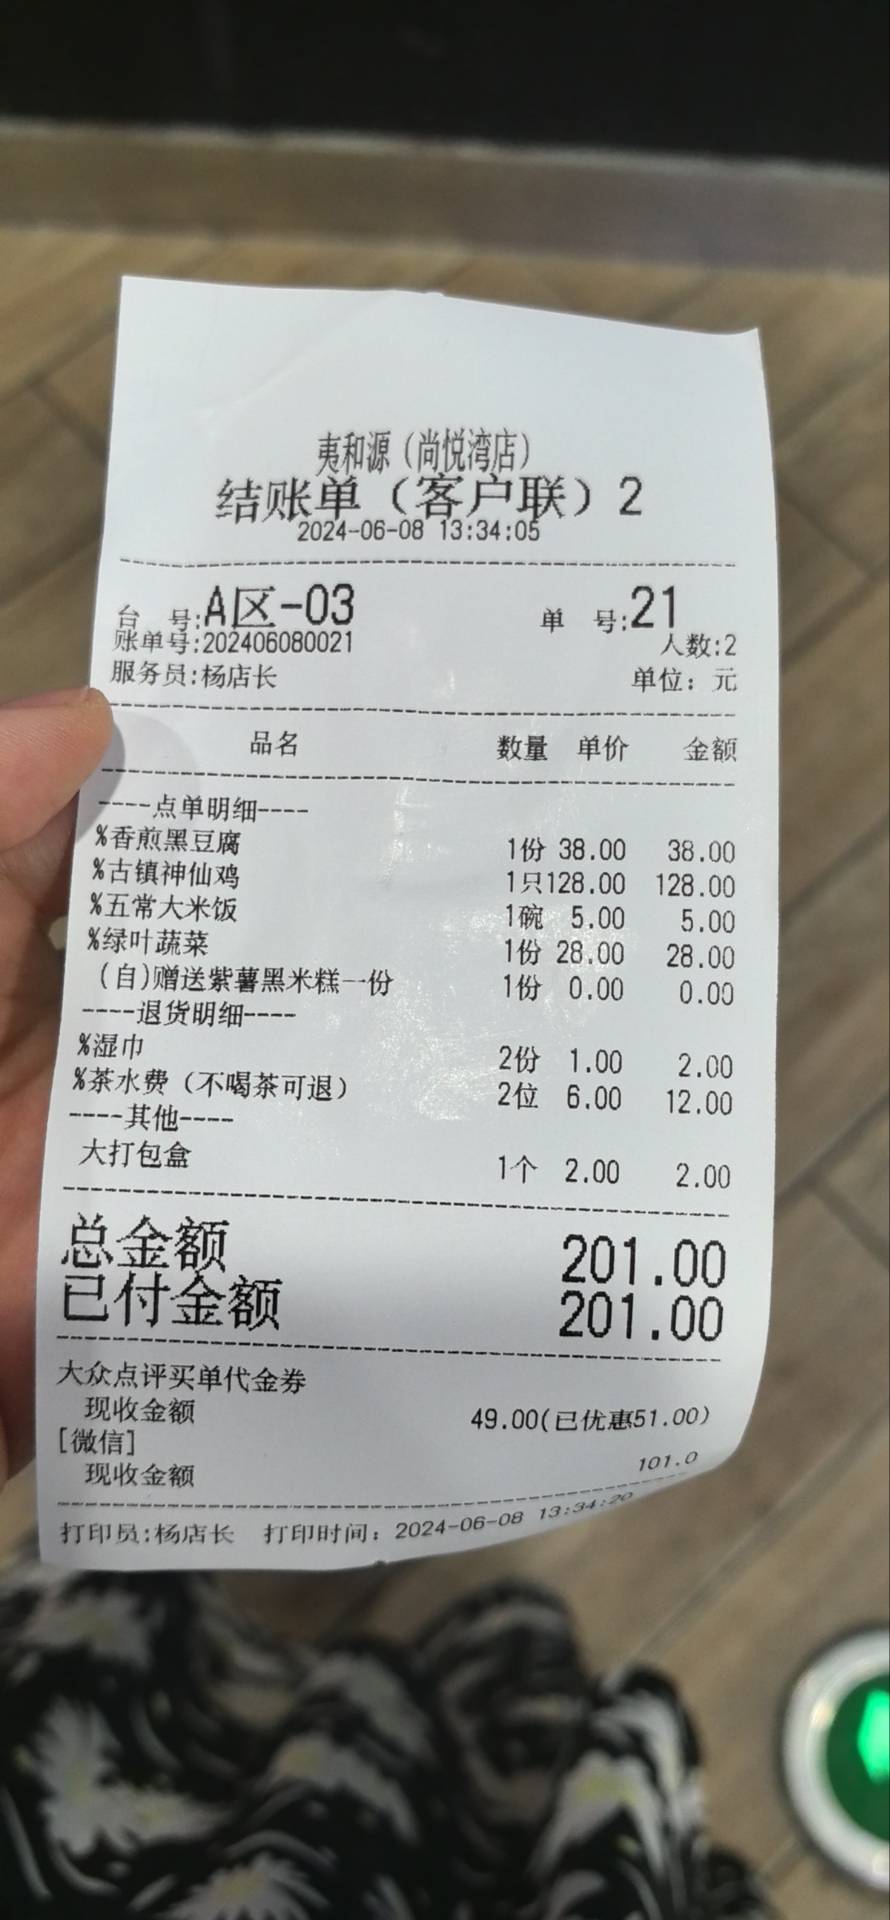 夷和源（尚悦湾店）
结账单（客户联）2
2024-06-08 13:34:05
台 号:A区-03 单 号:21
账单号:202406080021 人数:2
服务员:杨店长 单位：元
品名 数量 单价 金额
----点单明细----
%香煎黑豆腐 1份 38.00 38.00
%古镇神仙鸡 1只128.00 128.00
%五常大米饭 1碗 5.00 5.00
%绿叶蔬菜 1份 28.00 28.00
(自)赠送紫薯黑米糕一份 1份 0.00 0.00
----退货明细----
%湿巾 2份 1.00 2.00
%茶水费（不喝茶可退） 2位 6.00 12.00
----其他----
大打包盒 1个 2.00 2.00
总金额 201.00
已付金额 201.00
大众点评买单代金券
现收金额 49.00(已优惠51.00)
[微信]
现收金额 101.0
打印员:杨店长 打印时间：2024-06-08 13:34:20